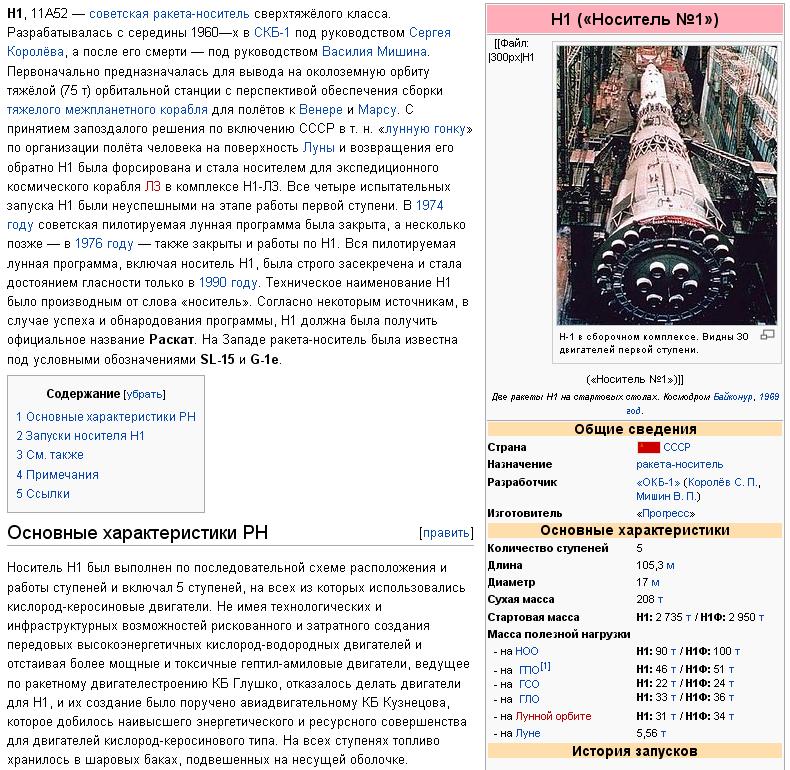 Н1, 11А52 — советская ракета-носитель сверхтяжёлого класса.
Разрабатывалась с середины 1960—х в СКБ-1 под руководством Сергея
Королёва, а после его смерти — под руководством Василия Мишина.
Первоначально предназначалась для вывода на околоземную орбиту
тяжёлой (75 т) орбитальной станции с перспективой обеспечения сборки
тяжелого межпланетного корабля для полётов к Венере и Марсу. С
принятием запоздалого решения по включению СССР в т. н. «лунную гонку»
по организации полёта человека на поверхность Луны и возвращения его
обратно Н1 была форсирована и стала носителем для экспедиционного
космического корабля Л3 в комплексе Н1-Л3. Все четыре испытательных
запуска Н1 были неуспешными на этапе работы первой ступени. В 1974
году советская пилотируемая лунная программа была закрыта, а несколько
позже — в 1976 году — также закрыты и работы по Н1. Вся пилотируемая
лунная программа, включая носитель Н1, была строго засекречена и стала
достоянием гласности только в 1990 году. Техническое наименование Н1
было производным от слова «носитель». Согласно некоторым источникам, в
случае успеха и обнародования программы, Н1 должна была получить
официальное название Раскат. На Западе ракета-носитель была известна
под условными обозначениями SL-15 и G-1e.
Содержание [убрать]
1 Основные характеристики РН
2 Запуски носителя Н1
3 См. также
4 Примечания
5 Ссылки
Основные характеристики РН [править]
Носитель Н1 был выполнен по последовательной схеме расположения и
работы ступеней и включал 5 ступеней, на всех из которых использовались
кислород-керосиновые двигатели. Не имея технологических и
инфраструктурных возможностей рискованного и затратного создания
передовых высокоэнергетичных кислород-водородных двигателей и
отстаивая более мощные и токсичные гептил-амиловые двигатели, ведущее
по ракетному двигателестроению КБ Глушко, отказалось делать двигатели
для Н1, и их создание было поручено авиадвигательному КБ Кузнецова,
которое добилось наивысшего энергетического и ресурсного совершенства
для двигателей кислород-керосинового типа. На всех ступенях топливо
хранилось в шаровых баках, подвешенных на несущей оболочке.
Н1 («Носитель №1»)
[[Файл:
|300px|Н1
Н-1 в сборочном комплексе. Видны 30
двигателей первой ступени.
(«Носитель №1»)]]
Две ракеты Н1 на стартовых столах. Космодром Байконур, 1969
год.
Общие сведения
Страна СССР
Назначение ракета-носитель
Разработчик «ОКБ-1» (Королёв С. П.,
Мишин В. П.)
Изготовитель «Прогресс»
Основные характеристики
Количество ступеней 5
Длина 105,3 м
Диаметр 17 м
Сухая масса 208 т
Стартовая масса Н1: 2 735 т / Н1Ф: 2 950 т
Масса полезной нагрузки
- на НОО Н1: 90 т / Н1Ф: 100 т
- на ГПО[1] Н1: 46 т / Н1Ф: 51 т
- на ГСО Н1: 22 т / Н1Ф: 24 т
- на ГЛО Н1: 33 т / Н1Ф: 36 т
- на Лунной орбите Н1: 31 т / Н1Ф: 34 т
- на Луне 5,56 т
История запусков